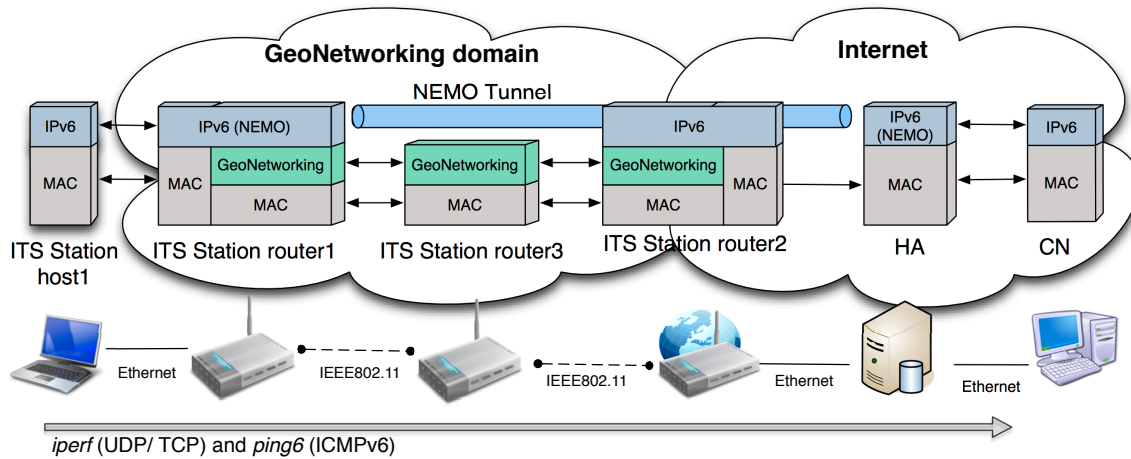 GeoNetworking domain
Internet
NEMO Tunnel
IPv6
IPv6 (NEMO)
IPv6
IPv6
(NEMO)
IPv6
GeoNetworking
GeoNetworking
GeoNetworking
MAC
MAC
MAC
MAC
MAC
MAC
MAC
MAC
ITS Station
host1
ITS Station router1
ITS Station router3
ITS Station router2
HA
CN
Ethernet
IEEE802.11
IEEE802.11
Ethernet
Ethernet
iperf (UDP/ TCP) and ping6 (ICMPv6)